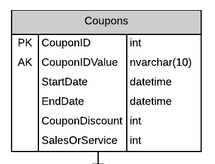 Coupons
PK CouponID int
AK CouponIDValue nvarchar(10)
StartDate datetime
EndDate datetime
CouponDiscount int
SalesOrService int